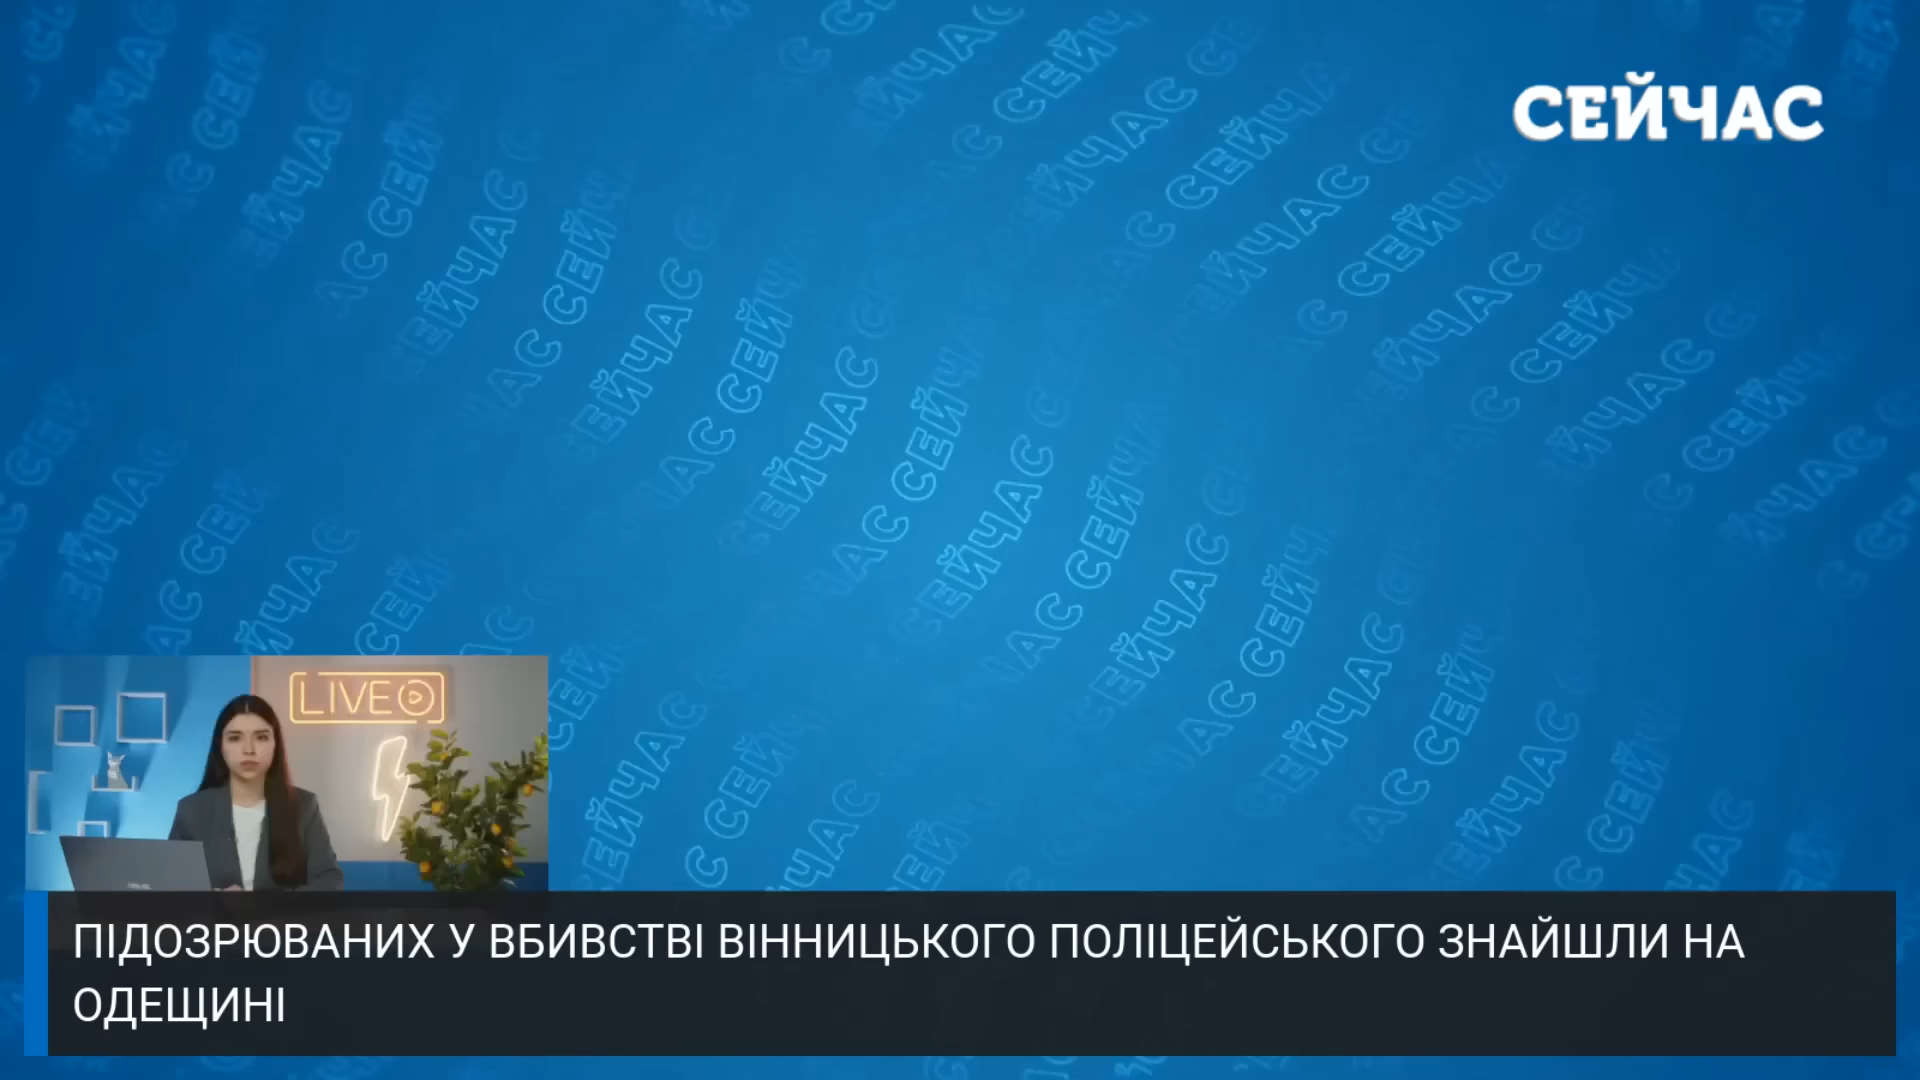 СЕЙЧАС
LIVE
ПІДОЗРЮВАНИХ У ВБИВСТВІ ВІННИЦЬКОГО ПОЛІЦЕЙСЬКОГО ЗНАЙШЛИ НА
ОДЕЩИНІ